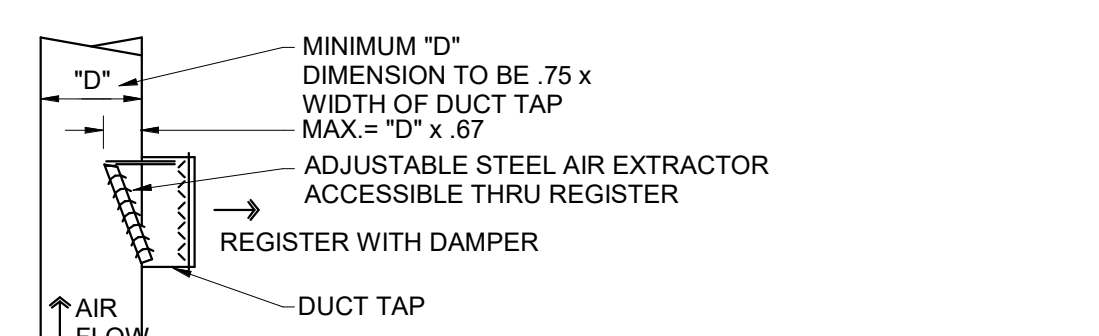 "D"
MINIMUM "D"
DIMENSION TO BE .75 x
WIDTH OF DUCT TAP
MAX.= "D" x .67
ADJUSTABLE STEEL AIR EXTRACTOR
ACCESSIBLE THRU REGISTER
REGISTER WITH DAMPER
DUCT TAP
AIR
FLOW